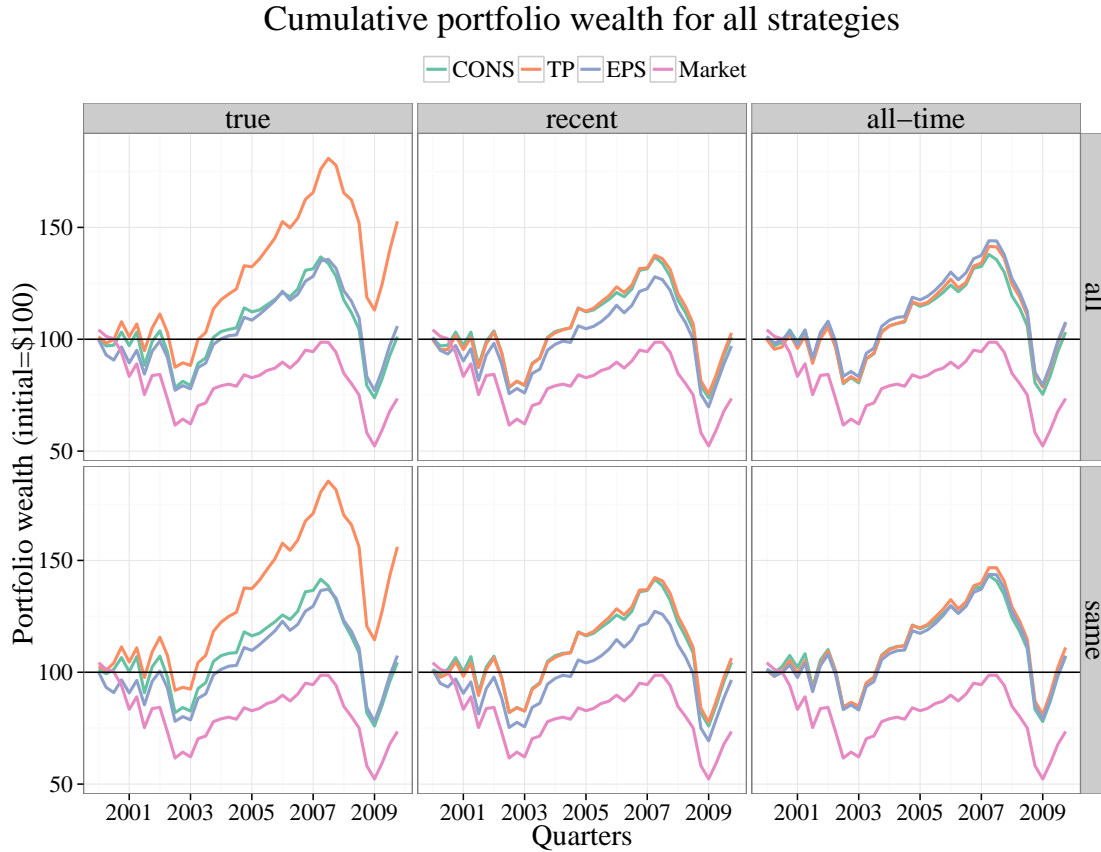 Cumulative portfolio wealth for all strategies
CONS TP EPS Market
true recent all−time
150
100
50
all
150
100
50
same
Portfolio wealth (initial=$100)
2001 2003 2005 2007 2009 2001 2003 2005 2007 2009 2001 2003 2005 2007 2009
Quarters